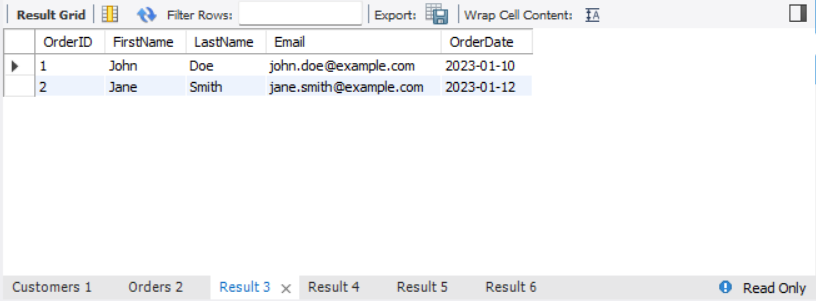 Result Grid Filter Rows: Export: Wrap Cell Content: IA
OrderID FirstName LastName Email OrderDate
1 John Doe john.doe@example.com 2023-01-10
2 Jane Smith jane.smith@example.com 2023-01-12
Customers 1 Orders 2 Result 3 × Result 4 Result 5 Result 6 Read Only